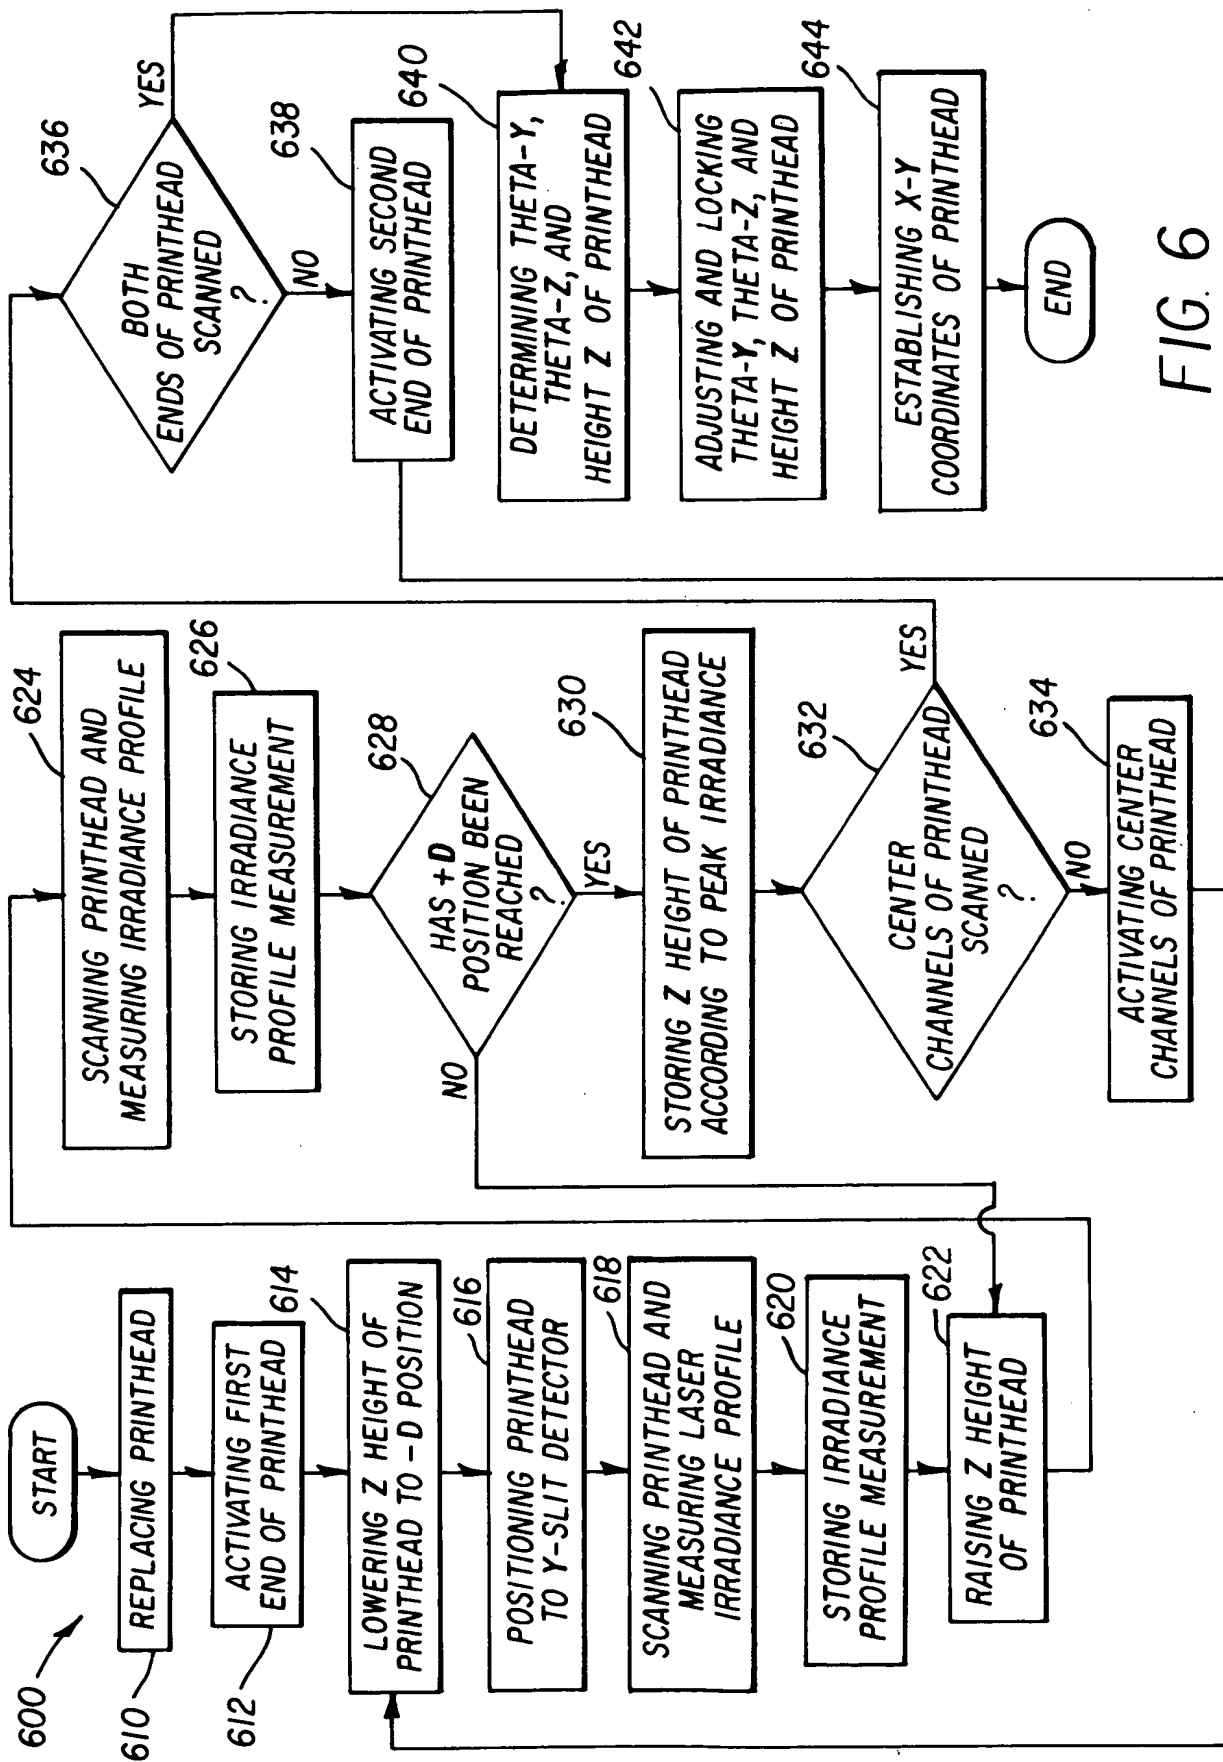 600
START
610
REPLACING PRINTHEAD
612
ACTIVATING FIRST
END OF PRINTHEAD
614
LOWERING Z HEIGHT OF
PRINTHEAD TO -D POSITION
616
POSITIONING PRINTHEAD
TO Y-SLIT DETECTOR
618
SCANNING PRINTHEAD AND
MEASURING LASER
IRRADIANCE PROFILE
620
STORING IRRADIANCE
PROFILE MEASUREMENT
622
RAISING Z HEIGHT
OF PRINTHEAD
624
SCANNING PRINTHEAD AND
MEASURING IRRADIANCE PROFILE
626
STORING IRRADIANCE
PROFILE MEASUREMENT
628
HAS +D
POSITION BEEN
REACHED
?
NO
YES
630
STORING Z HEIGHT OF PRINTHEAD
ACCORDING TO PEAK IRRADIANCE
632
CENTER
CHANNELS OF PRINTHEAD
SCANNED
?
YES
NO
634
ACTIVATING CENTER
CHANNELS OF PRINTHEAD
636
BOTH
ENDS OF PRINTHEAD
SCANNED
?
YES
NO
638
ACTIVATING SECOND
END OF PRINTHEAD
640
DETERMINING THETA-Y,
THETA-Z, AND
HEIGHT Z OF PRINTHEAD
642
ADJUSTING AND LOCKING
THETA-Y, THETA-Z, AND
HEIGHT Z OF PRINTHEAD
644
ESTABLISHING X-Y
COORDINATES OF PRINTHEAD
END
FIG. 6